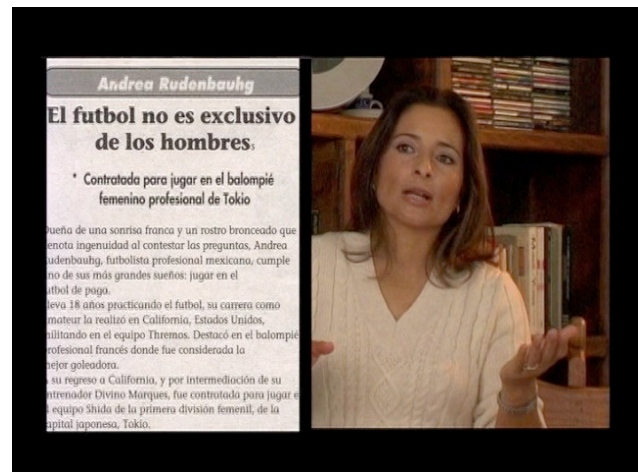 Andrea Rudenbauhg
El futbol no es exclusivo
de los hombres
* Contratada para jugar en el balompié
femenino profesional de Tokio
ueña de una sonrisa franca y un rostro bronceado que
enota ingenuidad al contestar las preguntas, Andrea
udenbauhg, futbolista profesional mexicana, cumple
no de sus más grandes sueños: jugar en el
utbol de paga.
leva 18 años practicando el futbol, su carrera como
mateur la realizó en California, Estados Unidos,
militando en el equipo Thremos. Destacó en el balompié
rofesional francés donde fue considerada la
mejor goleadora.
su regreso a California, y por intermediación de su
ntrenador Divino Marques, fue contratada para jugar e
l equipo Shida de la primera división femenil, de la
apital japonesa, Tokio.